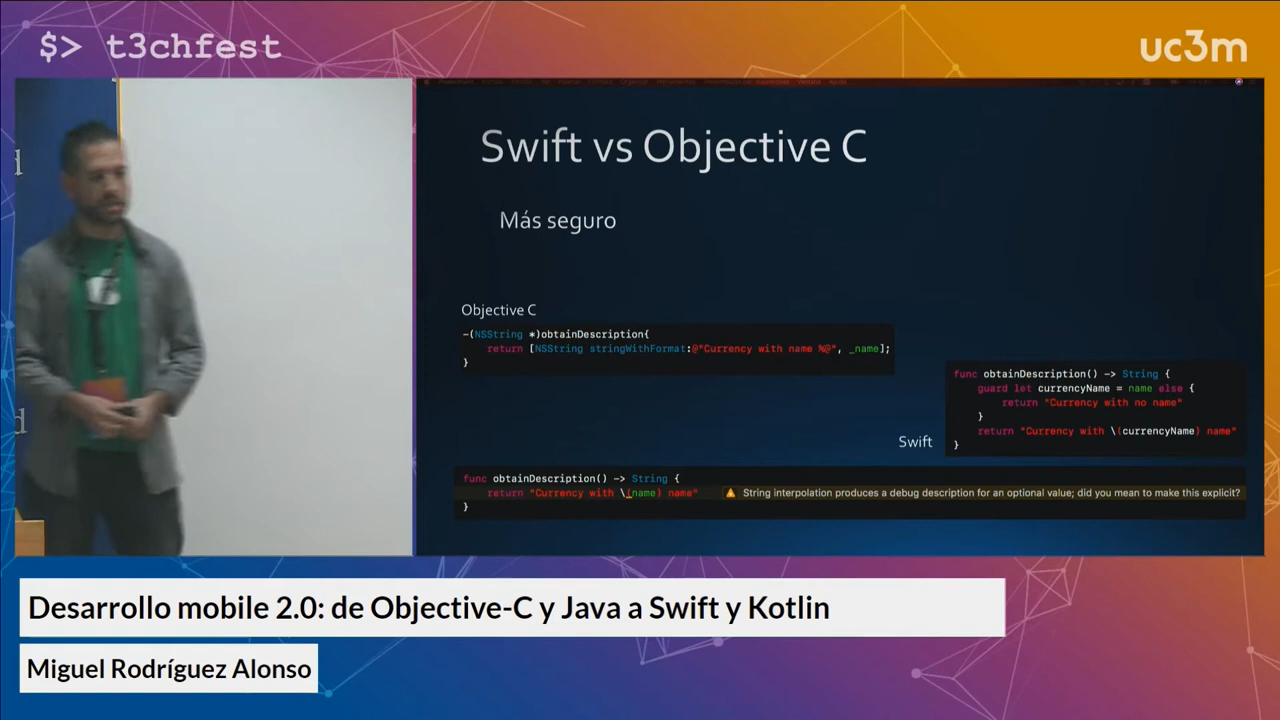 $> t3chfest
uc3m
d
d
Swift vs Objective C
Más seguro
Objective C
-(NSString *)obtainDescription{
return [NSString stringWithFormat:@"Currency with name %@", _name];
}
func obtainDescription() -> String {
guard let currencyName = name else {
return "Currency with no name"
}
return "Currency with \(currencyName) name"
}
Swift
func obtainDescription() -> String {
return "Currency with \(name) name"
String interpolation produces a debug description for an optional value; did you mean to make this explicit?
}
Desarrollo mobile 2.0: de Objective-C y Java a Swift y Kotlin
Miguel Rodríguez Alonso